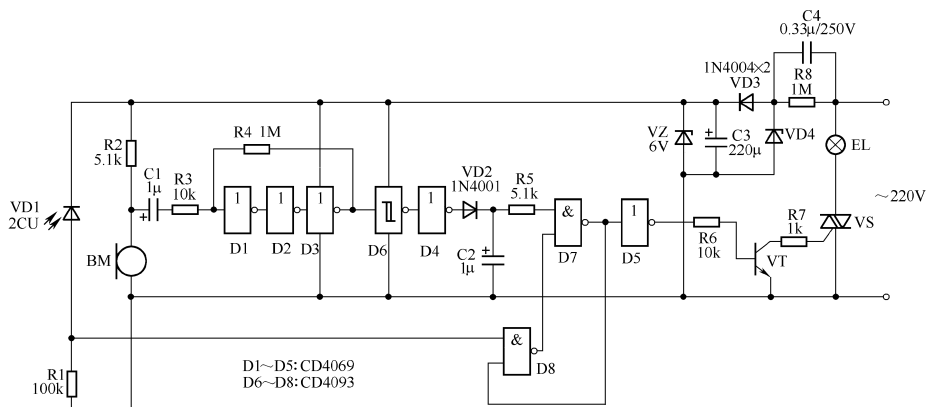 C4
0.33μ/250V
1N4004×2
VD3
R8
1M
R4 1M
R2
5.1k
VZ
6V
C3
220μ
VD4
EL
C1
1μ
R3
10k
VD2
1N4001
R5
5.1k
VD1
2CU
1
1
1
1
&
1
~220V
R7
1k
VS
D1
D2
D3
D6
D4
D7
D5
R6
10k
VT
BM
C2
1μ
&
D8
R1
100k
D1~D5:CD4069
D6~D8:CD4093